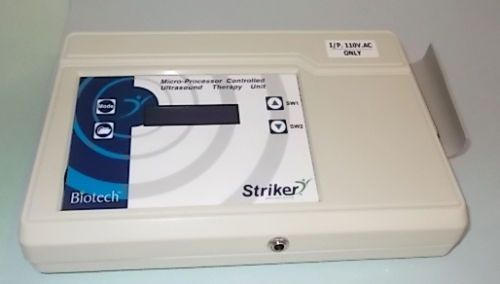 I/P. 110V.AC
ONLY
Micro-Processor Controlled
Ultrasound Therapy Unit
Mode
SW1
SW2
Biotech
Striker